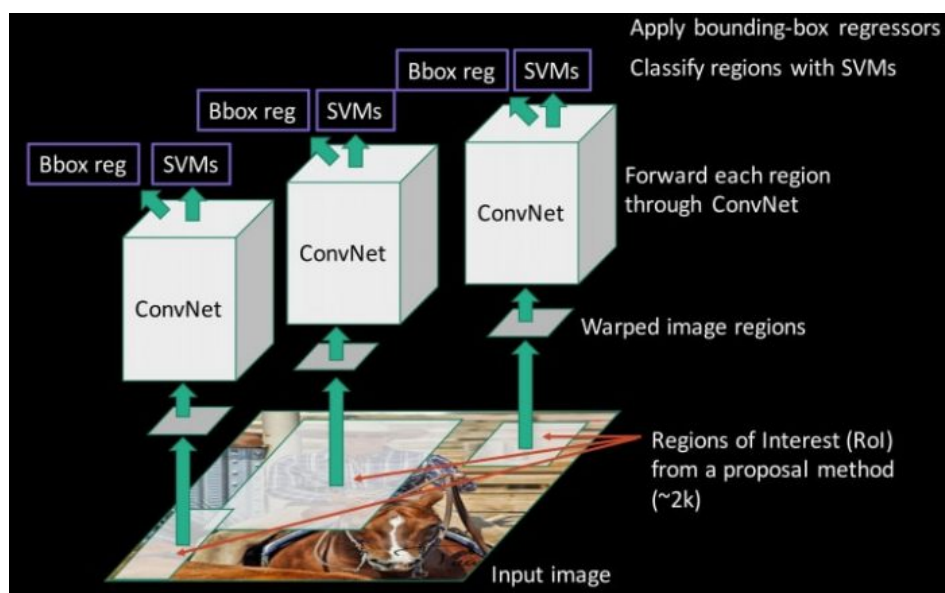 Apply bounding-box regressors
Bbox reg
SVMs
Classify regions with SVMs
Bbox reg
SVMs
Bbox reg
SVMs
Forward each region
through ConvNet
ConvNet
ConvNet
ConvNet
Warped image regions
Regions of Interest (RoI)
from a proposal method
(~2k)
Input image